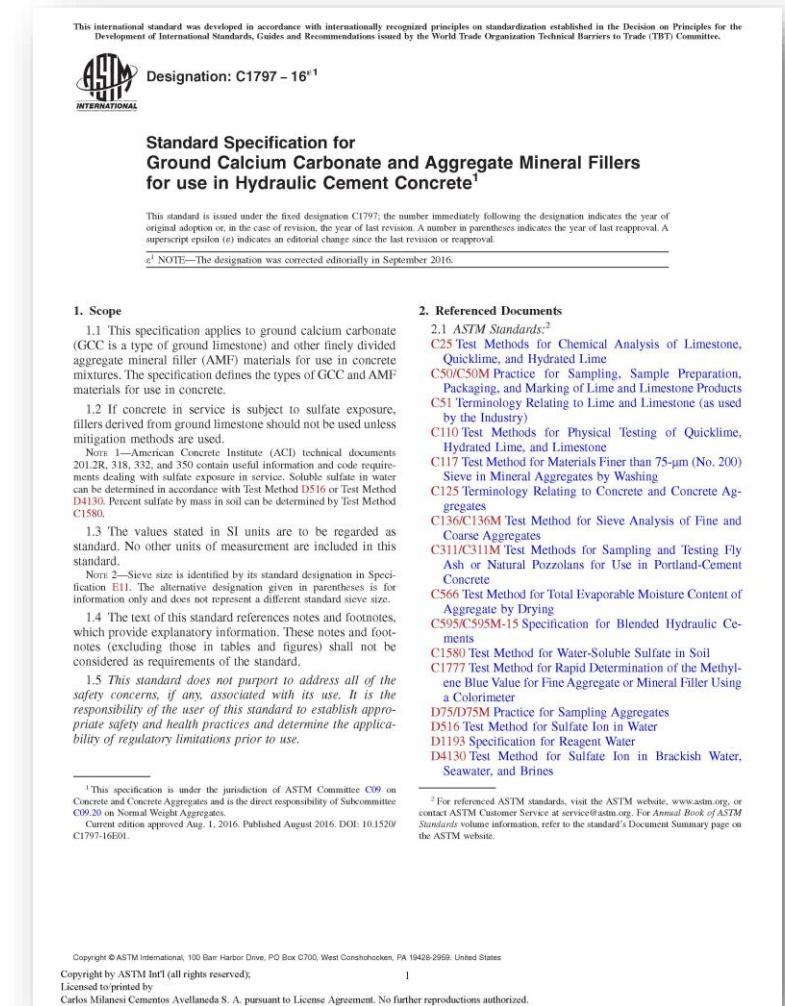 This international standard was developed in accordance with internationally recognized principles on standardization established in the Decision on Principles for the
Development of International Standards, Guides and Recommendations issued by the World Trade Organization Technical Barriers to Trade (TBT) Committee.
ASTM
INTERNATIONAL
Designation: C1797 – 16ε1
Standard Specification for
Ground Calcium Carbonate and Aggregate Mineral Fillers
for use in Hydraulic Cement Concrete1
This standard is issued under the fixed designation C1797; the number immediately following the designation indicates the year of
original adoption or, in the case of revision, the year of last revision. A number in parentheses indicates the year of last reapproval. A
superscript epsilon (ε) indicates an editorial change since the last revision or reapproval.
ε1 NOTE—The designation was corrected editorially in September 2016.
1. Scope
1.1 This specification applies to ground calcium carbonate
(GCC is a type of ground limestone) and other finely divided
aggregate mineral filler (AMF) materials for use in concrete
mixtures. The specification defines the types of GCC and AMF
materials for use in concrete.
1.2 If concrete in service is subject to sulfate exposure,
fillers derived from ground limestone should not be used unless
mitigation methods are used.
NOTE 1—American Concrete Institute (ACI) technical documents
201.2R, 318, 332, and 350 contain useful information and code require-
ments dealing with sulfate exposure in service. Soluble sulfate in water
can be determined in accordance with Test Method D516 or Test Method
D4130. Percent sulfate by mass in soil can be determined by Test Method
C1580.
1.3 The values stated in SI units are to be regarded as
standard. No other units of measurement are included in this
standard.
NOTE 2—Sieve size is identified by its standard designation in Speci-
fication E11. The alternative designation given in parentheses is for
information only and does not represent a different standard sieve size.
1.4 The text of this standard references notes and footnotes,
which provide explanatory information. These notes and foot-
notes (excluding those in tables and figures) shall not be
considered as requirements of the standard.
1.5 This standard does not purport to address all of the
safety concerns, if any, associated with its use. It is the
responsibility of the user of this standard to establish appro-
priate safety and health practices and determine the applica-
bility of regulatory limitations prior to use.
1 This specification is under the jurisdiction of ASTM Committee C09 on
Concrete and Concrete Aggregates and is the direct responsibility of Subcommittee
C09.20 on Normal Weight Aggregates.
Current edition approved Aug. 1, 2016. Published August 2016. DOI: 10.1520/
C1797-16E01.
2. Referenced Documents
2.1 ASTM Standards:2
C25 Test Methods for Chemical Analysis of Limestone,
Quicklime, and Hydrated Lime
C50/C50M Practice for Sampling, Sample Preparation,
Packaging, and Marking of Lime and Limestone Products
C51 Terminology Relating to Lime and Limestone (as used
by the Industry)
C110 Test Methods for Physical Testing of Quicklime,
Hydrated Lime, and Limestone
C117 Test Method for Materials Finer than 75-μm (No. 200)
Sieve in Mineral Aggregates by Washing
C125 Terminology Relating to Concrete and Concrete Ag-
gregates
C136/C136M Test Method for Sieve Analysis of Fine and
Coarse Aggregates
C311/C311M Test Methods for Sampling and Testing Fly
Ash or Natural Pozzolans for Use in Portland-Cement
Concrete
C566 Test Method for Total Evaporable Moisture Content of
Aggregate by Drying
C595/C595M-15 Specification for Blended Hydraulic Ce-
ments
C1580 Test Method for Water-Soluble Sulfate in Soil
C1777 Test Method for Rapid Determination of the Methyl-
ene Blue Value for Fine Aggregate or Mineral Filler Using
a Colorimeter
D75/D75M Practice for Sampling Aggregates
D516 Test Method for Sulfate Ion in Water
D1193 Specification for Reagent Water
D4130 Test Method for Sulfate Ion in Brackish Water,
Seawater, and Brines
2 For referenced ASTM standards, visit the ASTM website, www.astm.org, or
contact ASTM Customer Service at service@astm.org. For Annual Book of ASTM
Standards volume information, refer to the standard's Document Summary page on
the ASTM website.
Copyright © ASTM International, 100 Barr Harbor Drive, PO Box C700, West Conshohocken, PA 19428-2959. United States
Copyright by ASTM Int'l (all rights reserved);
1
Licensed to/printed by
Carlos Milanesi Cementos Avellaneda S. A. pursuant to License Agreement. No further reproductions authorized.